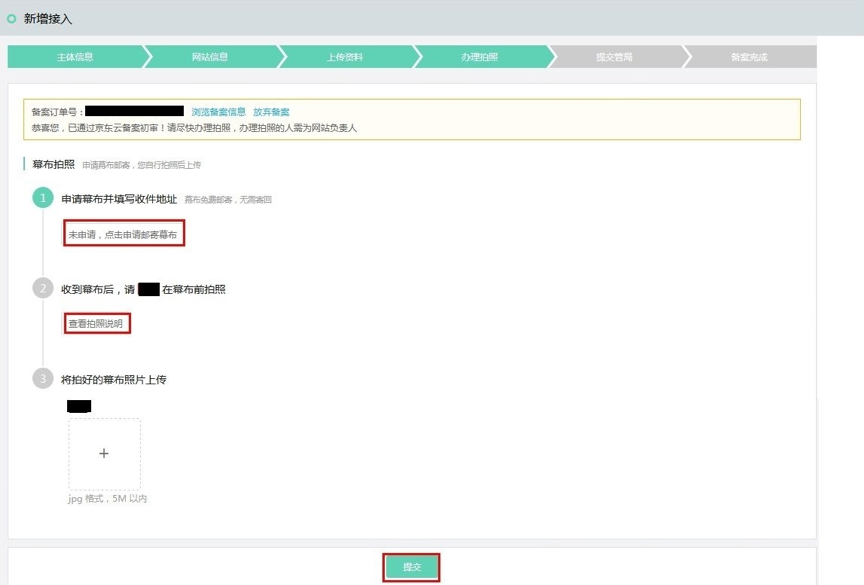 新增接入
主体信息
网站信息
上传资料
办理拍照
提交管局
备案完成
备案订单号： 浏览备案信息 放弃备案
恭喜您，已通过京东云备案初审！请尽快办理拍照，办理拍照的人需为网站负责人
幕布拍照 申请幕布邮寄，您自行拍照后上传
1 申请幕布并填写收件地址 幕布免费邮寄，无需寄回
未申请，点击申请邮寄幕布
2 收到幕布后，请 在幕布前拍照
查看拍照说明
3 将拍好的幕布照片上传
+
jpg 格式，5M 以内
提交